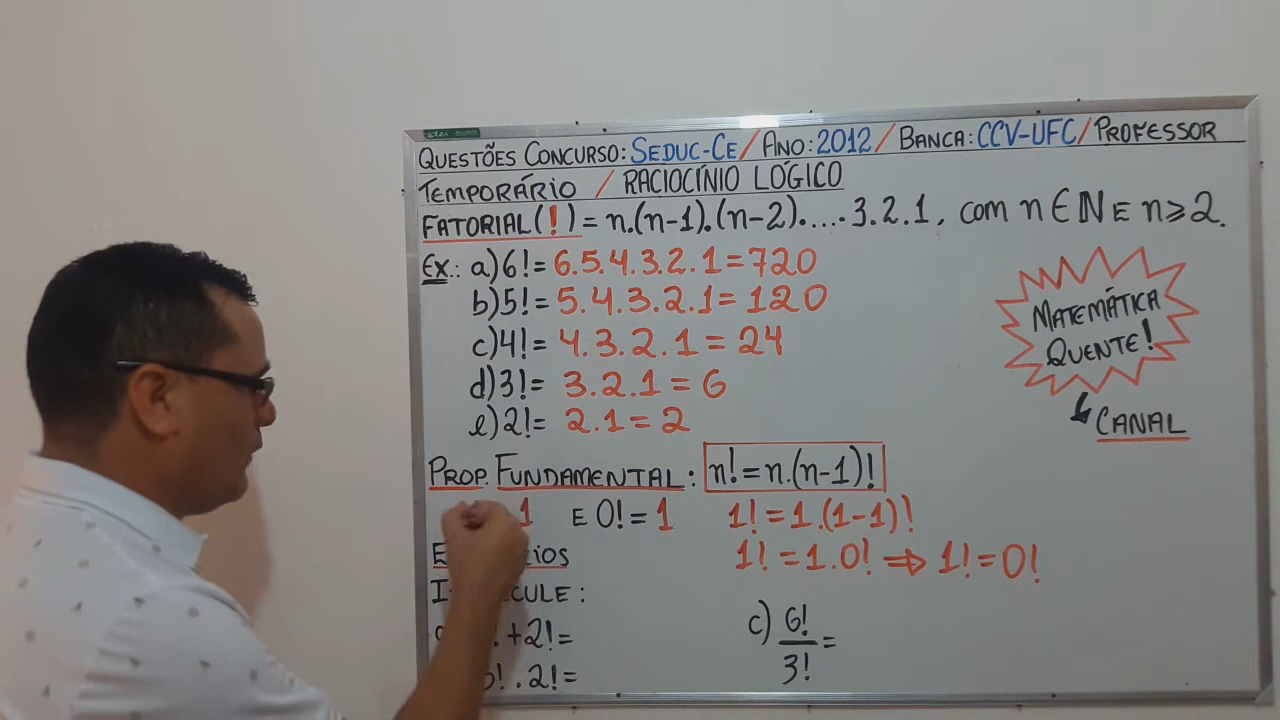 QUESTÕES CONCURSO: SEDUC-CE/ANO: 2012/BANCA: CCV-UFC/PROFESSOR
TEMPORÁRIO / RACIOCÍNIO LÓGICO
FATORIAL(!) = n.(n-1).(n-2).....3.2.1, com n ∈ ℕ E n⩾2.
EX.: a) 6! = 6.5.4.3.2.1 = 720
b) 5! = 5.4.3.2.1 = 120
c) 4! = 4.3.2.1 = 24
d) 3! = 3.2.1 = 6
e) 2! = 2.1 = 2
MATEMÁTICA
QUENTE!
CANAL
PROP. FUNDAMENTAL: n! = n.(n-1)!
1 E 0! = 1 1! = 1.(1-1)!
1! = 1.0! ⇒ 1! = 0!
:
+2! =
! . 2! =
c) 6!/3! =